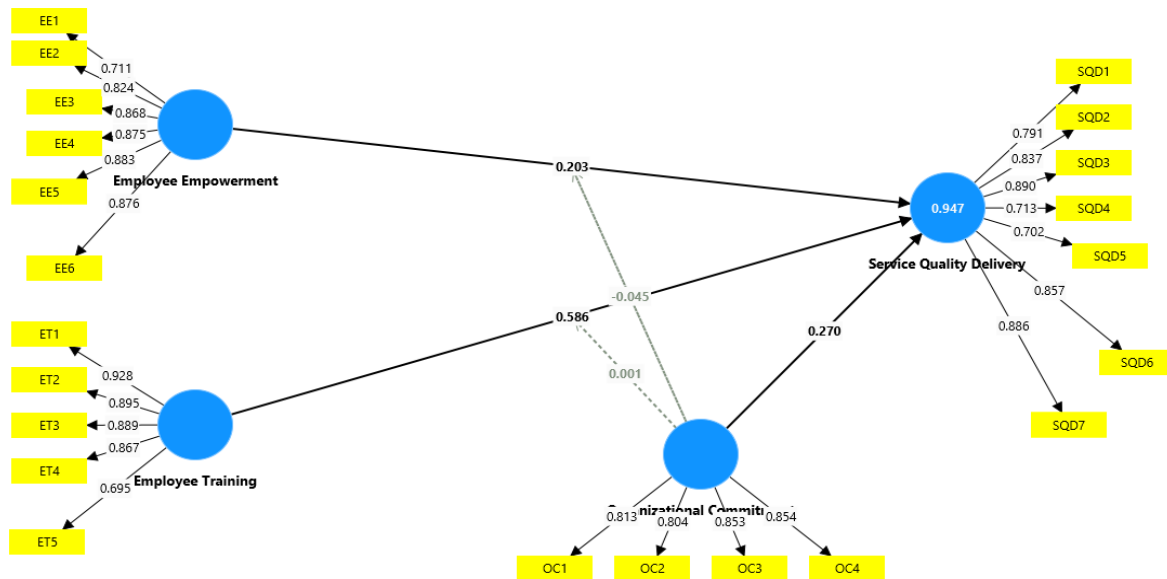 EE1
EE2
0.711
0.824
EE3
0.868
EE4
0.875
0.883
EE5
Employee Empowerment
0.876
EE6
0.203
SQD1
0.791
SQD2
0.837
SQD3
0.890
0.947
0.713
SQD4
0.702
SQD5
Service Quality Delivery
0.857
0.886
SQD6
SQD7
-0.045
0.586
0.270
0.001
ET1
0.928
ET2
0.895
ET3
0.889
0.867
ET4
Employee Training
0.695
ET5
0.813
0.804
0.853
0.854
OC1
OC2
OC3
OC4